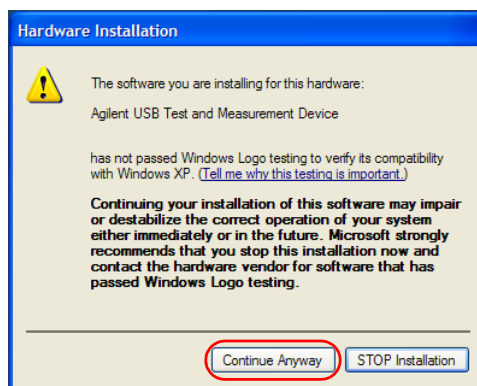 Hardware Installation
The software you are installing for this hardware:
Agilent USB Test and Measurement Device
has not passed Windows Logo testing to verify its compatibility
with Windows XP. (Tell me why this testing is important.)
Continuing your installation of this software may impair
or destabilize the correct operation of your system
either immediately or in the future. Microsoft strongly
recommends that you stop this installation now and
contact the hardware vendor for software that has
passed Windows Logo testing.
Continue Anyway
STOP Installation